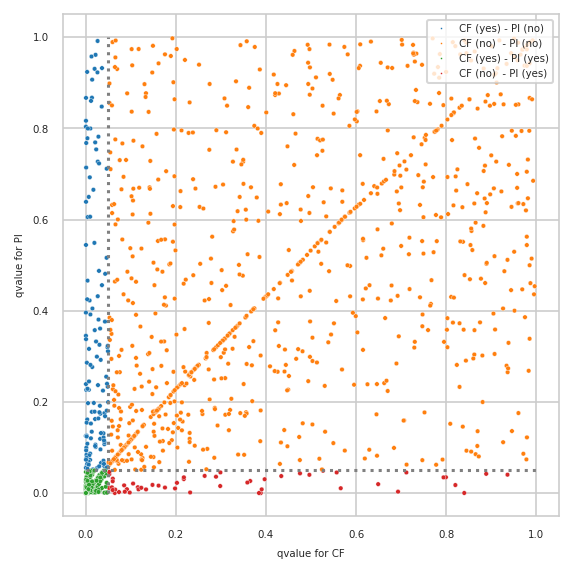 CF (yes) - PI (no)
CF (no)  - PI (no)
CF (yes) - PI (yes)
CF (no)  - PI (yes)
1.0
0.8
0.6
0.4
0.2
0.0
qvalue for PI
0.0 0.2 0.4 0.6 0.8 1.0
qvalue for CF